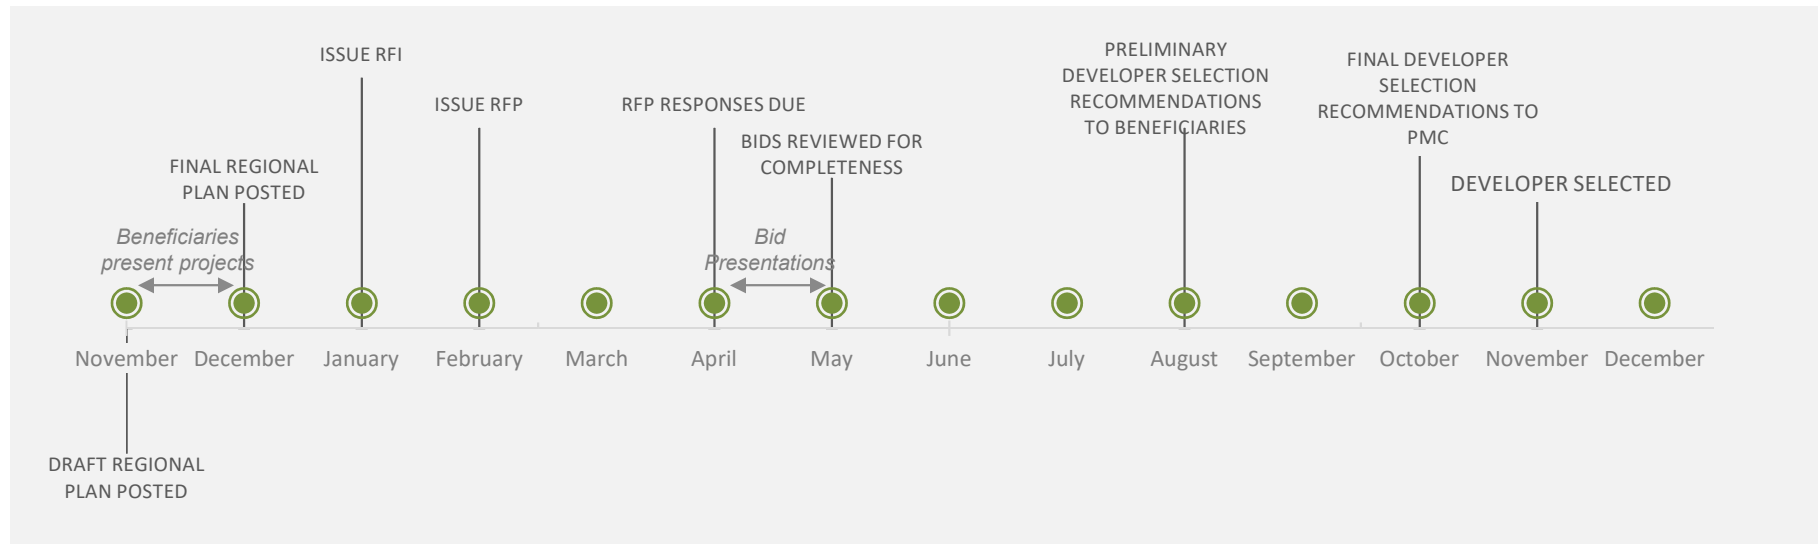 ISSUE RFI
ISSUE RFP
FINAL REGIONAL
PLAN POSTED
Beneficiaries
present projects
RFP RESPONSES DUE
BIDS REVIEWED FOR
COMPLETENESS
Bid
Presentations
PRELIMINARY
DEVELOPER SELECTION
RECOMMENDATIONS
TO BENEFICIARIES
FINAL DEVELOPER
SELECTION
RECOMMENDATIONS TO
PMC
DEVELOPER SELECTED
November December January February March April May June July August September October November December
DRAFT REGIONAL
PLAN POSTED